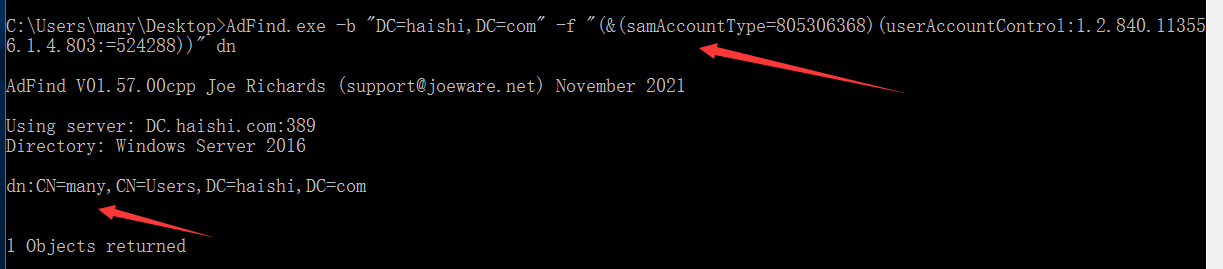 C:\Users\many\Desktop>AdFind.exe -b "DC=haishi,DC=com" -f "(&(samAccountType=805306368)(userAccountControl:1.2.840.11355
6.1.4.803:=524288))" dn
AdFind V01.57.00cpp Joe Richards (support@joeware.net) November 2021
Using server: DC.haishi.com:389
Directory: Windows Server 2016
dn:CN=many,CN=Users,DC=haishi,DC=com
1 Objects returned